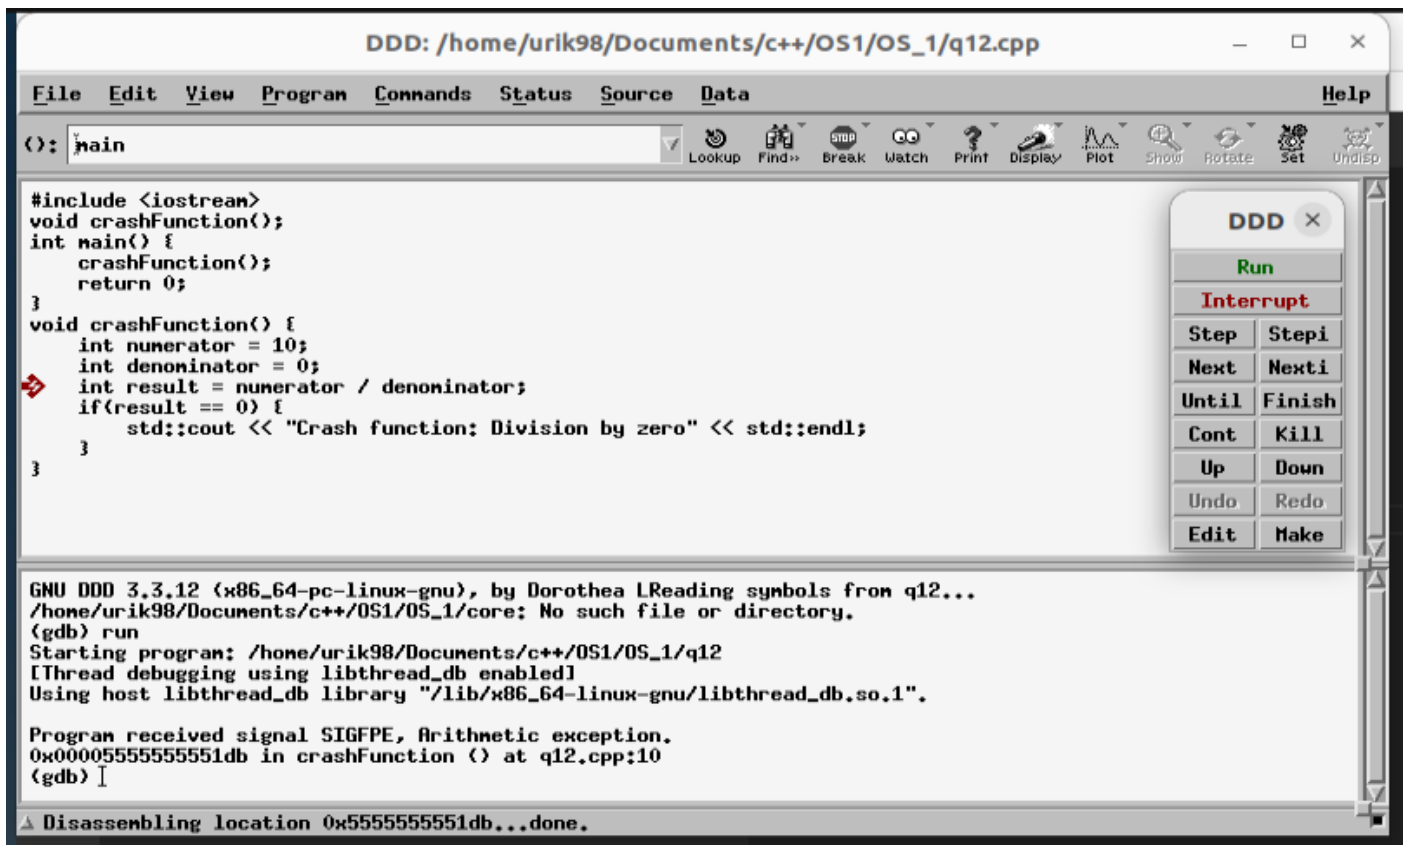 DDD: /home/urik98/Documents/c++/OS1/OS_1/q12.cpp
File Edit View Program Commands Status Source Data Help
(): main
Lookup Find» Break Watch Print Display Plot Show Rotate Set Undisp
STOP
#include <iostream>
void crashFunction();
int main() {
    crashFunction();
    return 0;
}
void crashFunction() {
    int numerator = 10;
    int denominator = 0;
    int result = numerator / denominator;
    if(result == 0) {
        std::cout << "Crash function: Division by zero" << std::endl;
    }
}
DDD
Run
Interrupt
Step Stepi
Next Nexti
Until Finish
Cont Kill
Up Down
Undo Redo
Edit Make
GNU DDD 3.3.12 (x86_64-pc-linux-gnu), by Dorothea LReading symbols from q12...
/home/urik98/Documents/c++/OS1/OS_1/core: No such file or directory.
(gdb) run
Starting program: /home/urik98/Documents/c++/OS1/OS_1/q12
[Thread debugging using libthread_db enabled]
Using host libthread_db library "/lib/x86_64-linux-gnu/libthread_db.so.1".
Program received signal SIGFPE, Arithmetic exception.
0x00005555555551db in crashFunction () at q12.cpp:10
(gdb)
Disassembling location 0x5555555551db...done.